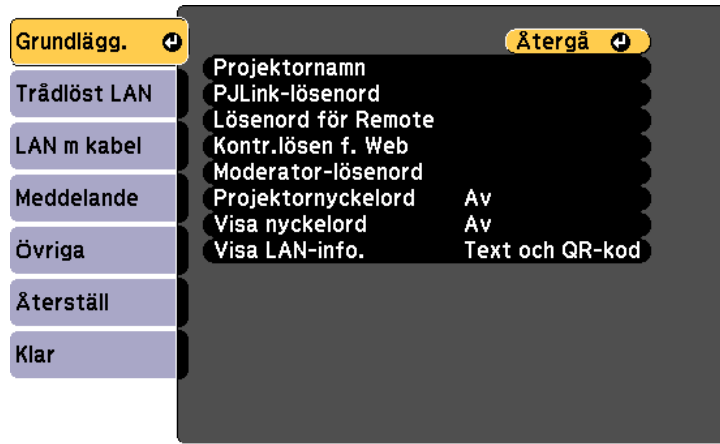 Grundlägg.
Trådlöst LAN
LAN m kabel
Meddelande
Övriga
Återställ
Klar
Återgå
Projektornamn
PJLink-lösenord
Lösenord för Remote
Kontr.lösen f. Web
Moderator-lösenord
Projektornyckelord Av
Visa nyckelord Av
Visa LAN-info. Text och QR-kod